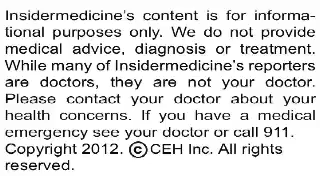 Insidermedicine's content is for informa-
tional purposes only. We do not provide
medical advice, diagnosis or treatment.
While many of Insidermedicine's reporters
are doctors, they are not your doctor.
Please contact your doctor about your
health concerns. If you have a medical
emergency see your doctor or call 911.
Copyright 2012. ©CEH Inc. All rights
reserved.